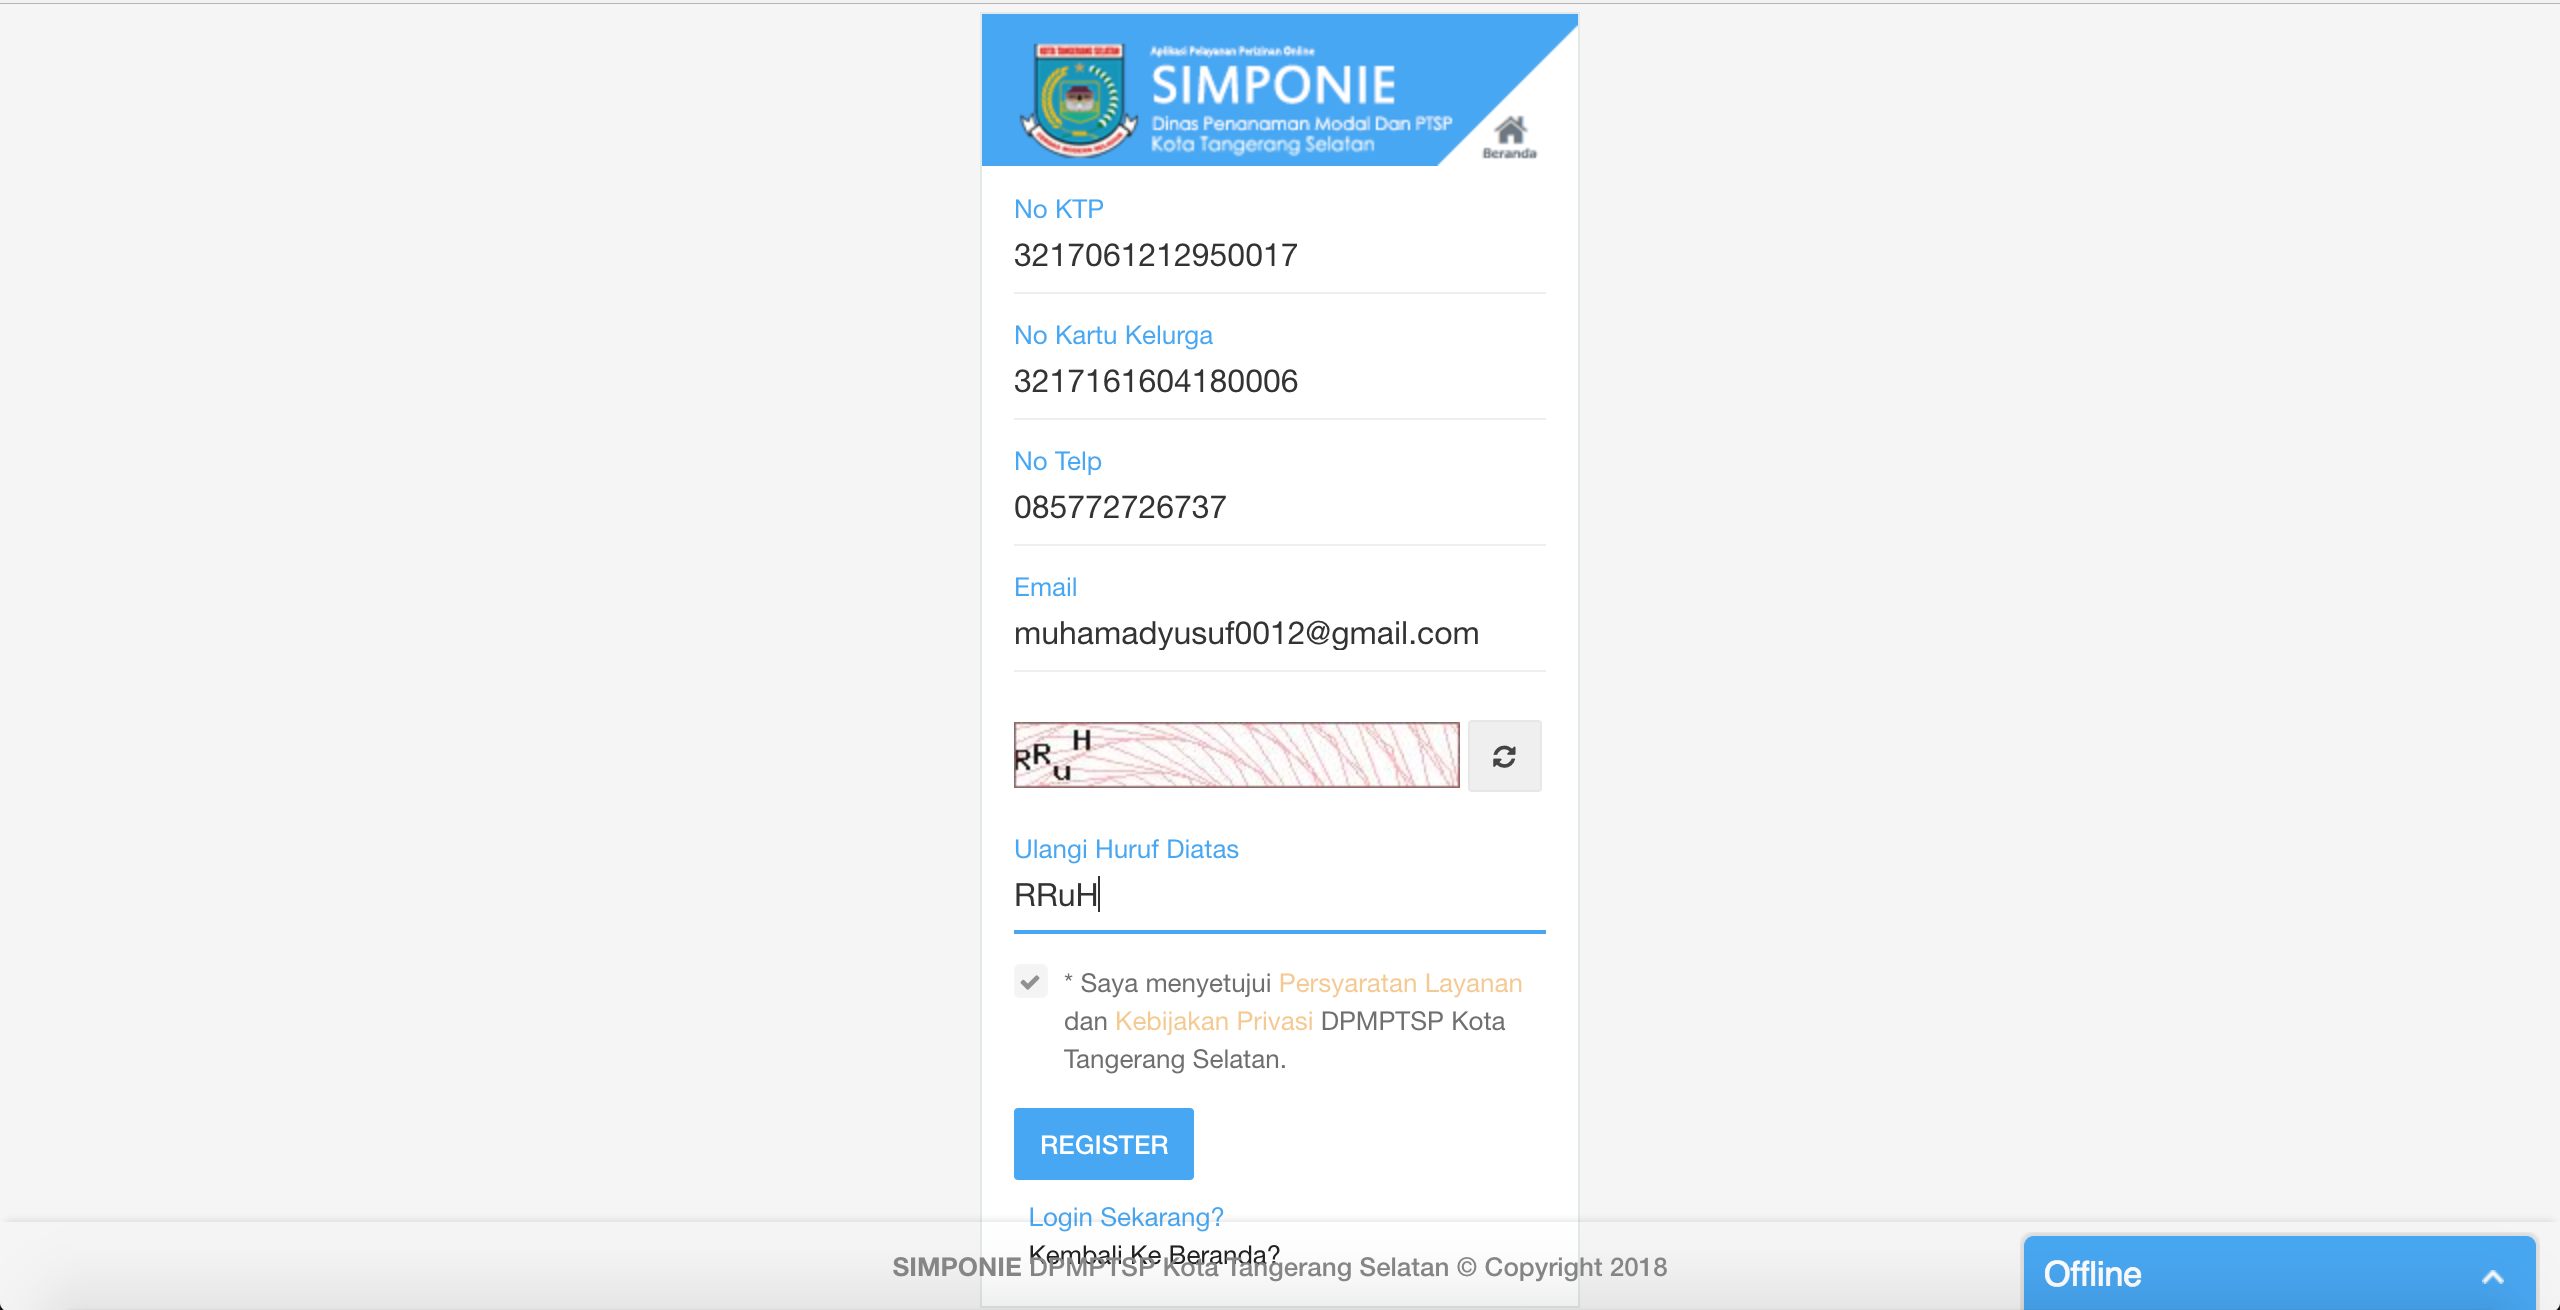 KOTA TANGERANG SELATAN
Aplikasi Pelayanan Perizinan Online
SIMPONIE
Dinas Penanaman Modal Dan PTSP
Kota Tangerang Selatan
Beranda
No KTP
3217061212950017
No Kartu Kelurga
3217161604180006
No Telp
085772726737
Email
muhamadyusuf0012@gmail.com
RRuH
Ulangi Huruf Diatas
RRuH
* Saya menyetujui Persyaratan Layanan
dan Kebijakan Privasi DPMPTSP Kota
Tangerang Selatan.
REGISTER
Login Sekarang?
Kembali Ke Beranda?
SIMPONIE DPMPTSP Kota Tangerang Selatan © Copyright 2018
Offline